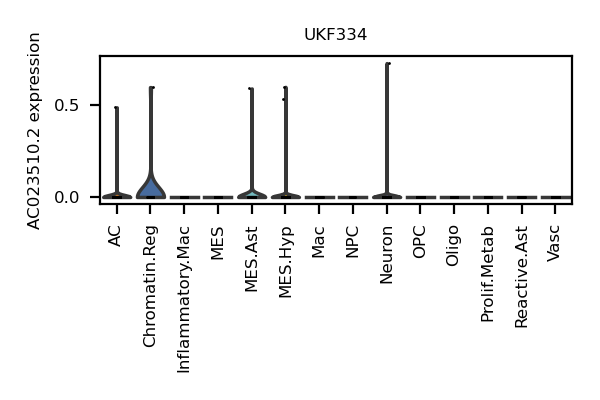 UKF334
AC023510.2 expression
0.5
0.0
AC
Chromatin.Reg
Inflammatory.Mac
MES
MES.Ast
MES.Hyp
Mac
NPC
Neuron
OPC
Oligo
Prolif.Metab
Reactive.Ast
Vasc